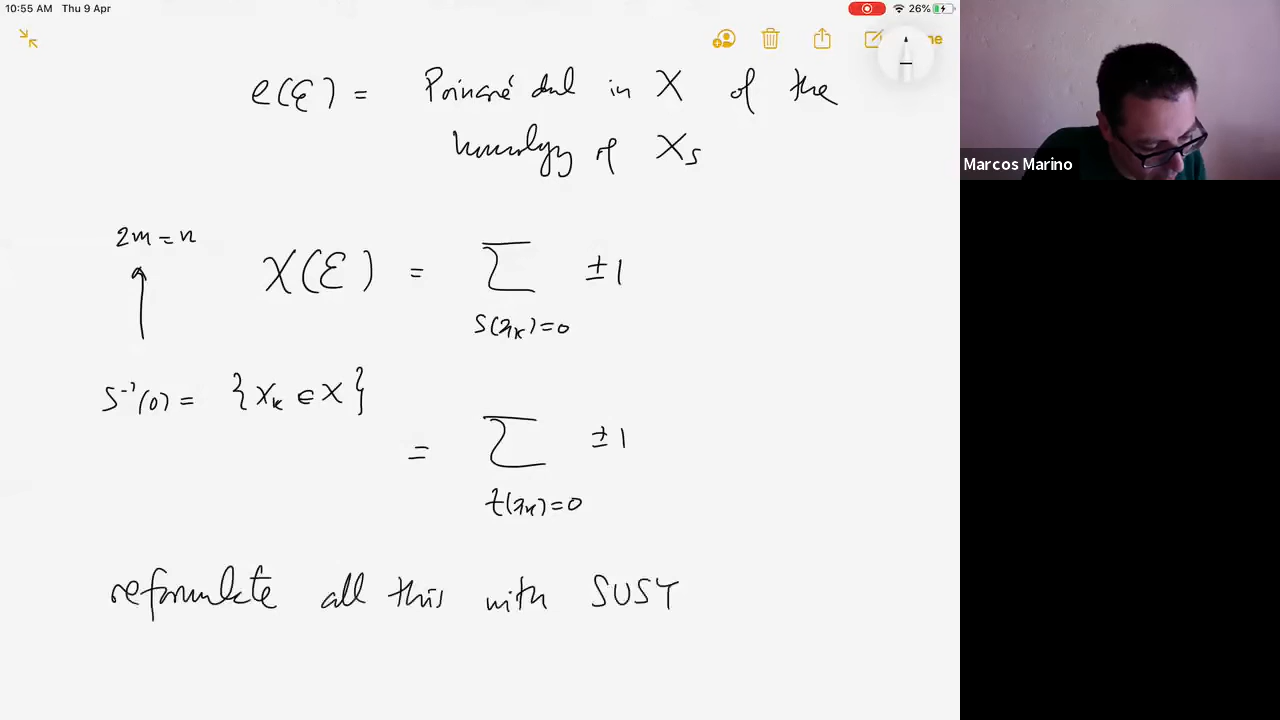 10:55 AM Thu 9 Apr
26%
e(ℰ) = Poincaré dual in X of the
homology of Xs
2m = n
χ(ℰ) = Σ ± 1
s(xₖ)=0
s⁻¹(0) = {xₖ ∈ X}
= Σ ± 1
t(xₖ)=0
reformulate all this with SUSY
Marcos Marino